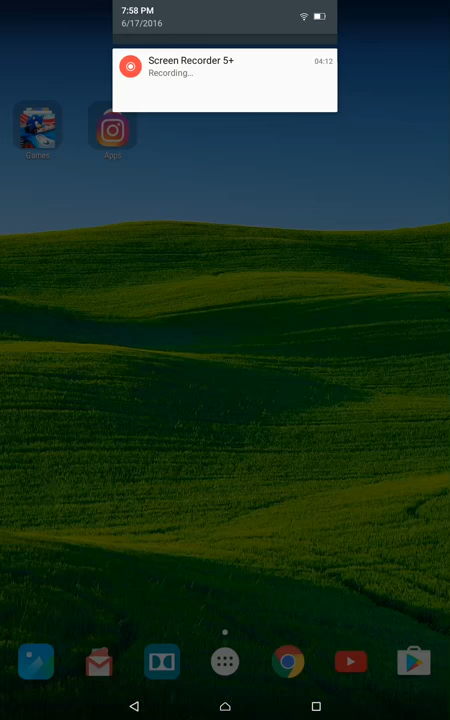 7:58 PM
6/17/2016
Screen Recorder 5+
04:12
Recording...
Games
Apps